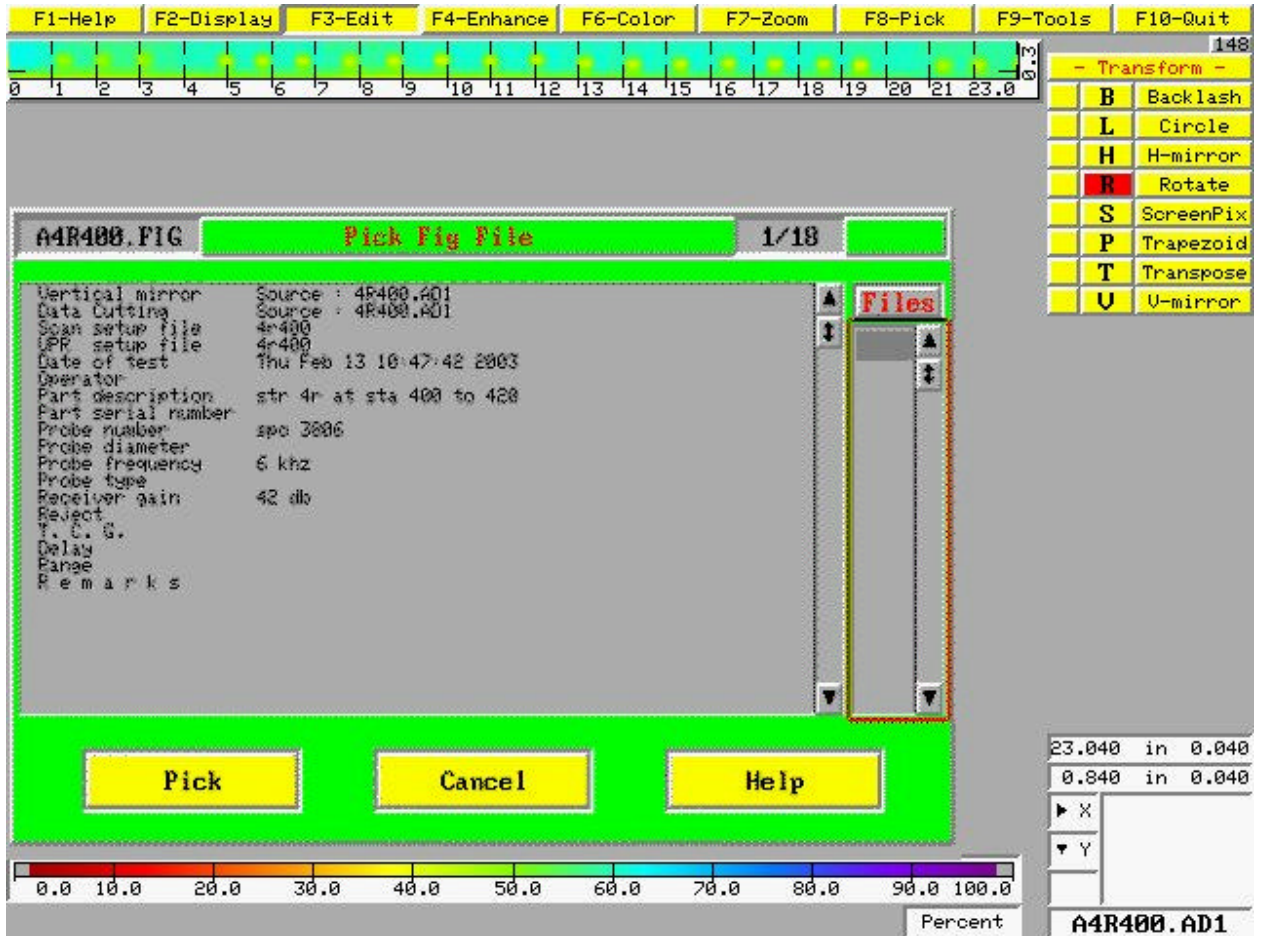 F1-Help F2-Display F3-Edit F4-Enhance F6-Color F7-Zoom F8-Pick F9-Tools F10-Quit
148
0.3
0 1 2 3 4 5 6 7 8 9 10 11 12 13 14 15 16 17 18 19 20 21 23.0
- Transform -
B Backlash
L Circle
H H-mirror
R Rotate
S ScreenPix
P Trapezoid
T Transpose
V V-mirror
A4R400.FIG Pick Fig File 1/18
Files
Vertical mirror Source : 4R400.AD1
Data Cutting Source : 4R400.AD1
Scan setup file 4r400
UPR setup file 4r400
Date of test Thu Feb 13 10:47:42 2003
Operator
Part description str 4r at sta 400 to 420
Part serial number
Probe number spo 3806
Probe diameter
Probe frequency 6 khz
Probe type
Receiver gain 42 db
Reject
T. C. G.
Delay
Range
R e m a r k s
Pick Cancel Help
23.040 in 0.040
0.840 in 0.040
X
Y
0.0 10.0 20.0 30.0 40.0 50.0 60.0 70.0 80.0 90.0 100.0
Percent
A4R400.AD1